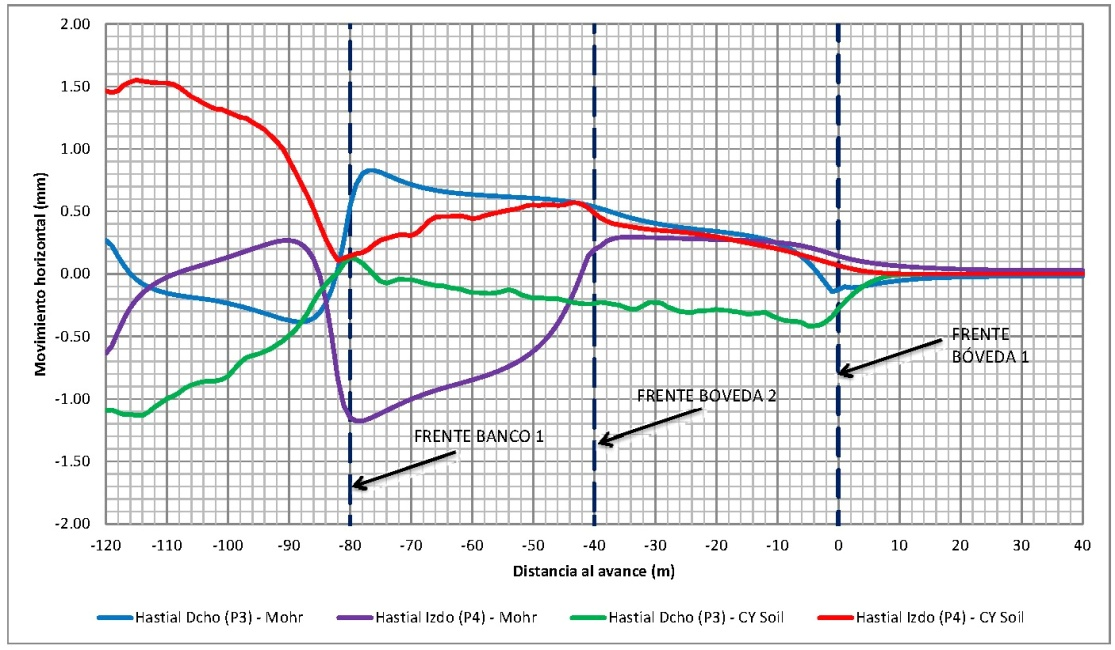 2.00
1.50
1.00
0.50
0.00
-0.50
-1.00
-1.50
-2.00
Movimiento horizontal (mm)
FRENTE
BÓVEDA 1
FRENTE BOVEDA 2
FRENTE BANCO 1
-120 -110 -100 -90 -80 -70 -60 -50 -40 -30 -20 -10 0 10 20 30 40
Distancia al avance (m)
Hastial Dcho (P3) - Mohr Hastial Izdo (P4) - Mohr Hastial Dcho (P3) - CY Soil Hastial Izdo (P4) - CY Soil